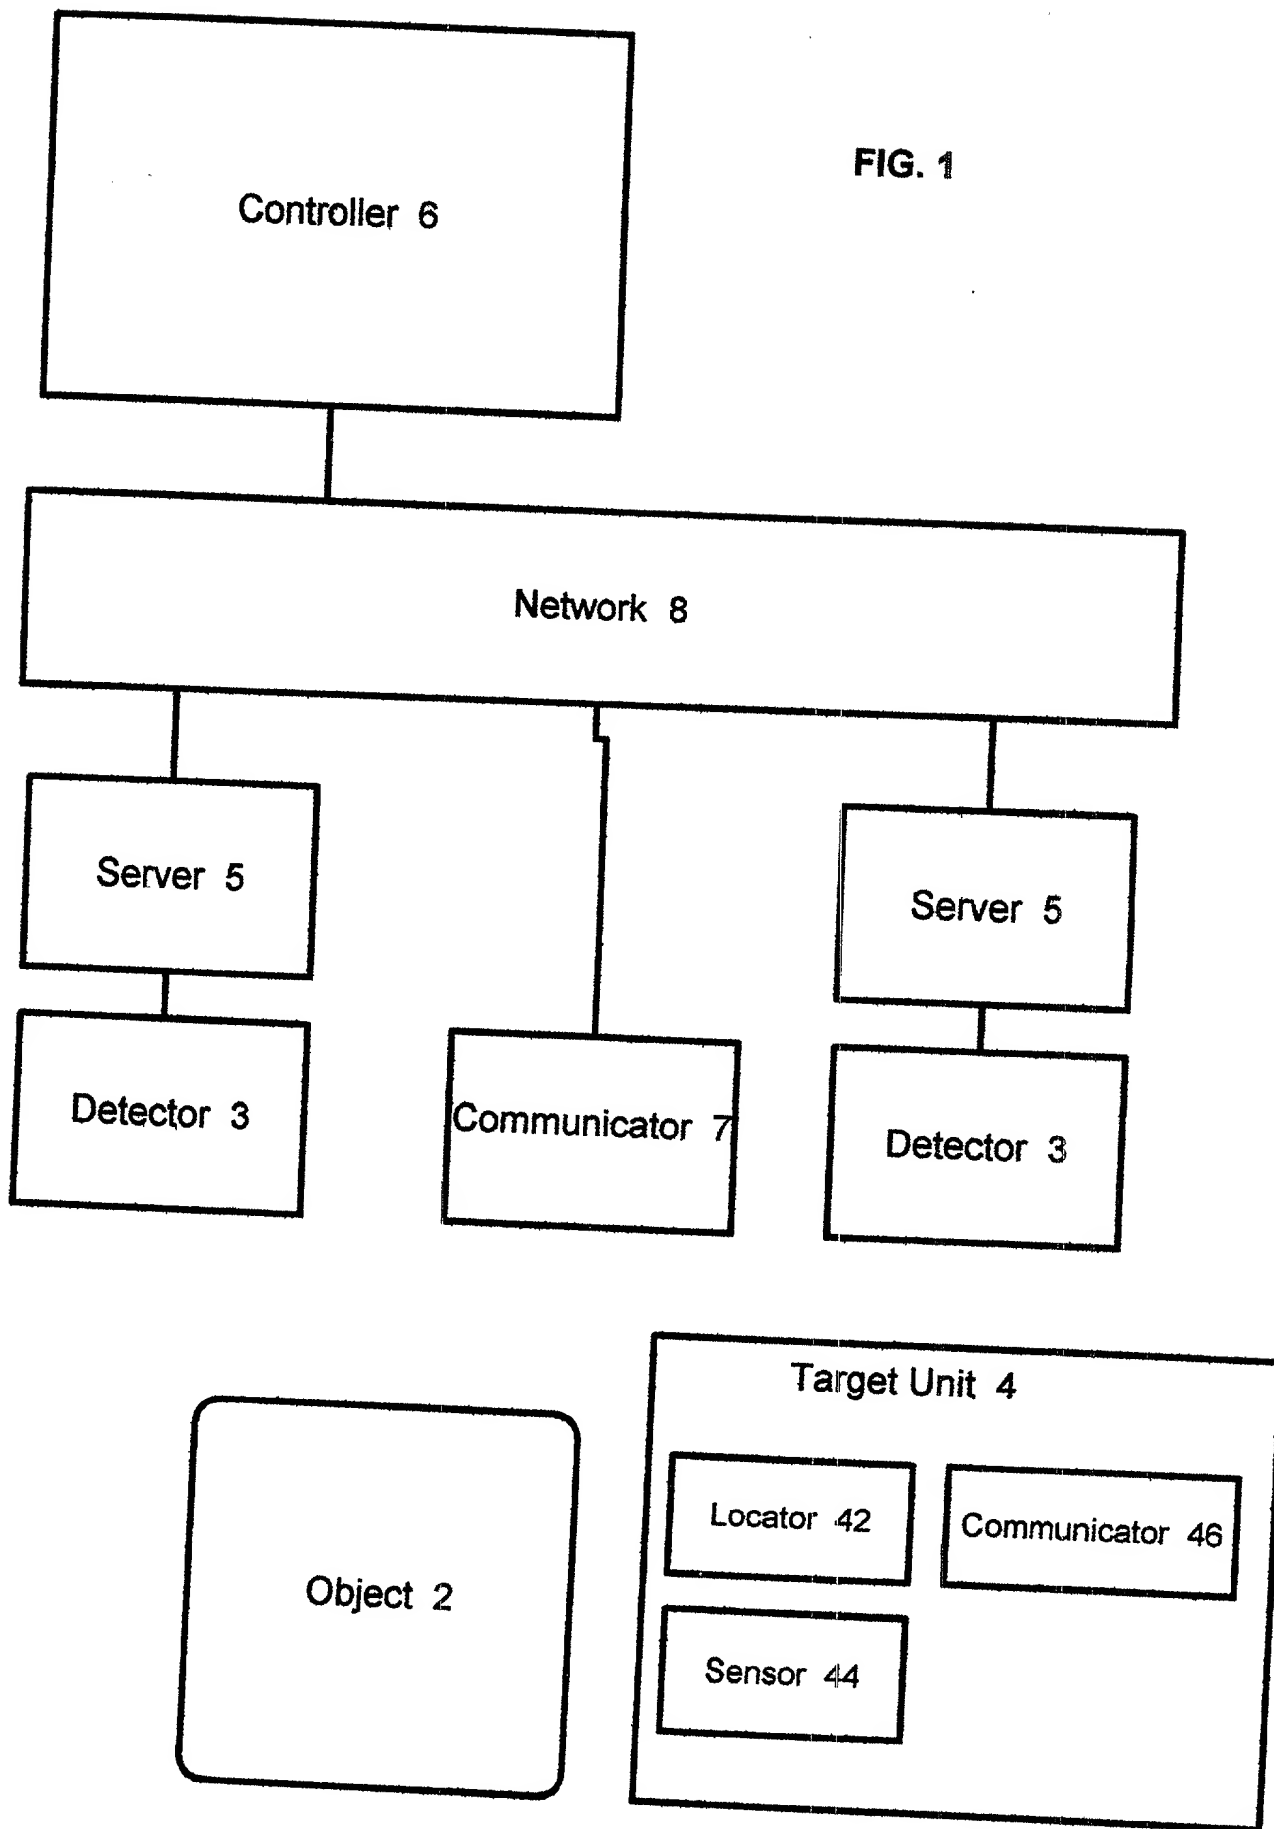 FIG. 1
Controller 6
Network 8
Server 5
Server 5
Detector 3
Communicator 7
Detector 3
Target Unit 4
Locator 42
Communicator 46
Object 2
Sensor 44